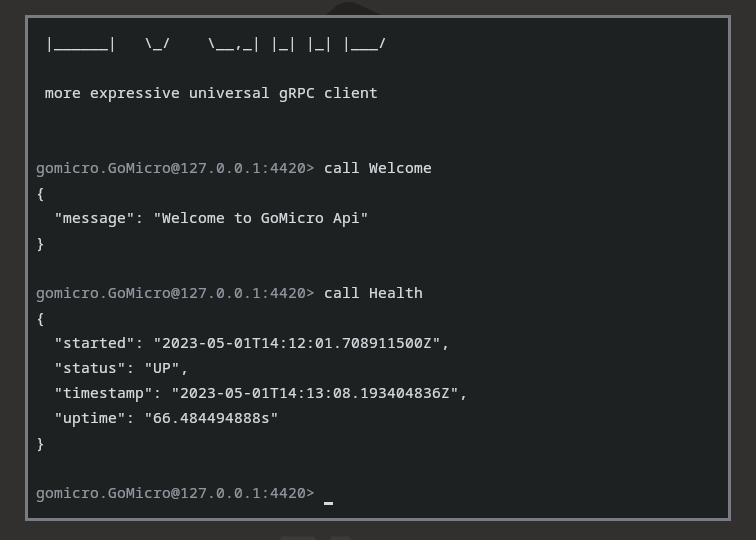 |______|   \_/    \__,_| |_| |_| |___/
more expressive universal gRPC client
gomicro.GoMicro@127.0.0.1:4420> call Welcome
{
  "message": "Welcome to GoMicro Api"
}
gomicro.GoMicro@127.0.0.1:4420> call Health
{
  "started": "2023-05-01T14:12:01.708911500Z",
  "status": "UP",
  "timestamp": "2023-05-01T14:13:08.193404836Z",
  "uptime": "66.484494888s"
}
gomicro.GoMicro@127.0.0.1:4420>